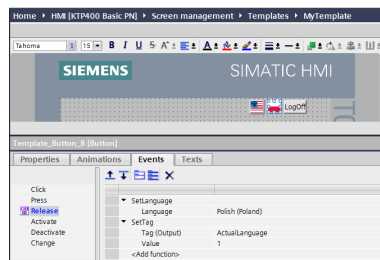 Home HMI [KTP400 Basic PN] Screen management Templates MyTemplate
Tahoma 15 B I U S A A
SIEMENS SIMATIC HMI
LogOff
Template_Button_8 [Button]
Properties Animations Events Texts
Click
Press
Release
Activate
Deactivate
Change
SetLanguage
Language Polish (Poland)
SetTag
Tag (Output) ActualLanguage
Value 1
<Add function>